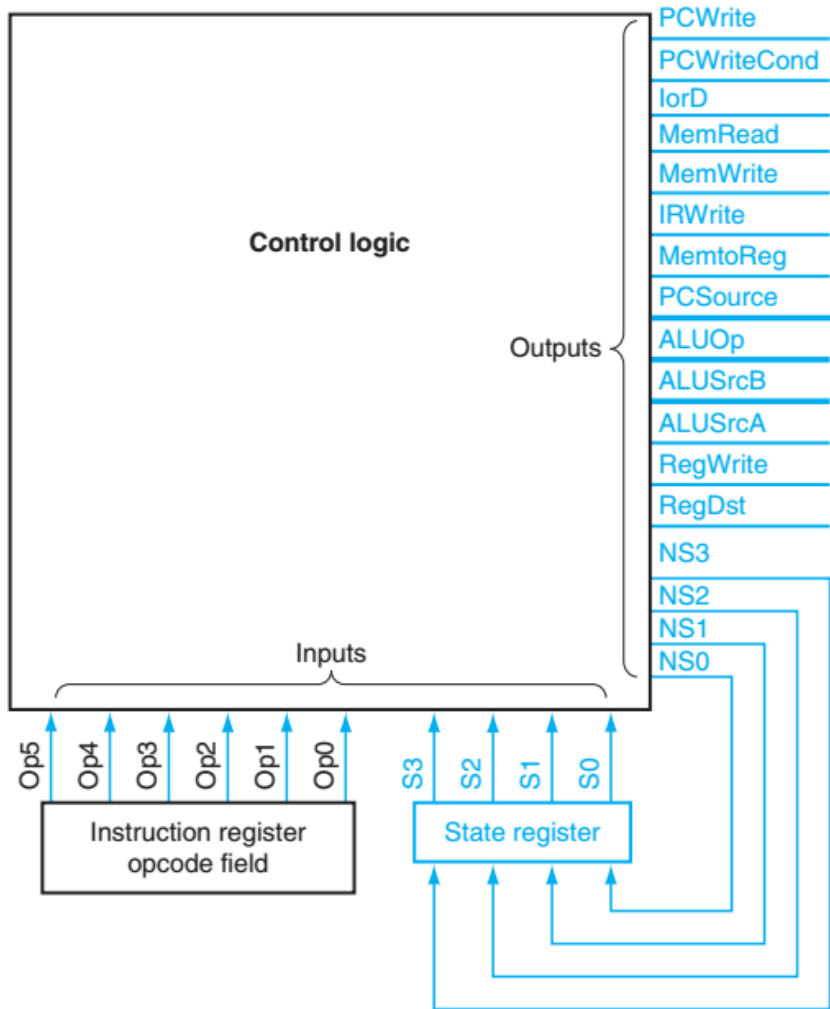 PCWrite
PCWriteCond
IorD
MemRead
MemWrite
IRWrite
Control logic
MemtoReg
PCSource
Outputs
ALUOp
ALUSrcB
ALUSrcA
RegWrite
RegDst
NS3
NS2
NS1
NS0
Inputs
Op5
Op4
Op3
Op2
Op1
Op0
S3
S2
S1
S0
Instruction register
opcode field
State register